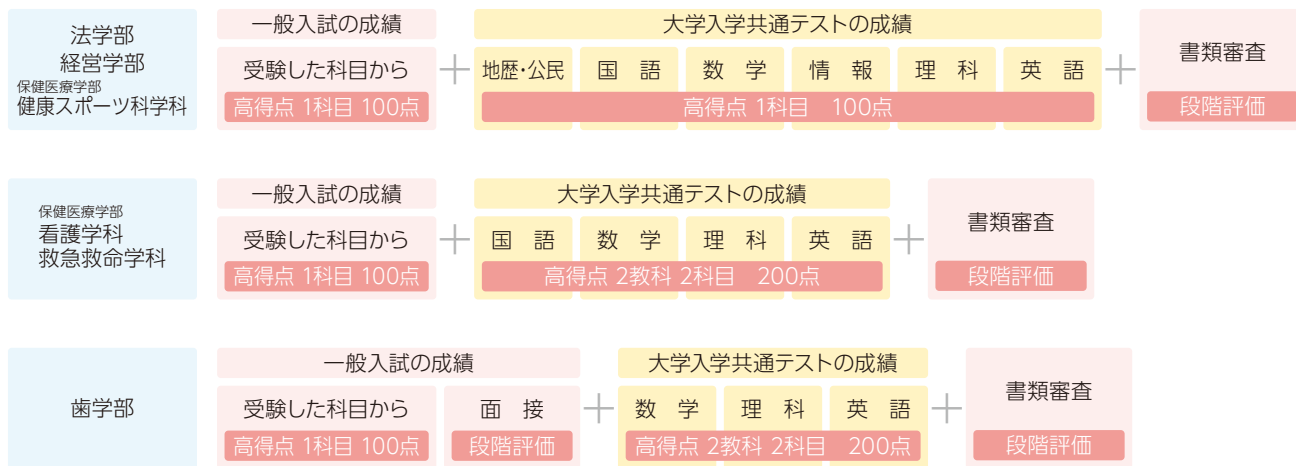 法学部
経営学部
保健医療学部
健康スポーツ科学科
一般入試の成績
受験した科目から
高得点 1科目 100点
+
大学入学共通テストの成績
地歴・公民 国語 数学 情報 理科 英語
高得点 1科目 100点
+
書類審査
段階評価
保健医療学部
看護学科
救急救命学科
一般入試の成績
受験した科目から
高得点 1科目 100点
+
大学入学共通テストの成績
国語 数学 理科 英語
高得点 2教科 2科目 200点
+
書類審査
段階評価
歯学部
一般入試の成績
受験した科目から 面接
高得点 1科目 100点 段階評価
+
大学入学共通テストの成績
数学 理科 英語
高得点 2教科 2科目 200点
+
書類審査
段階評価